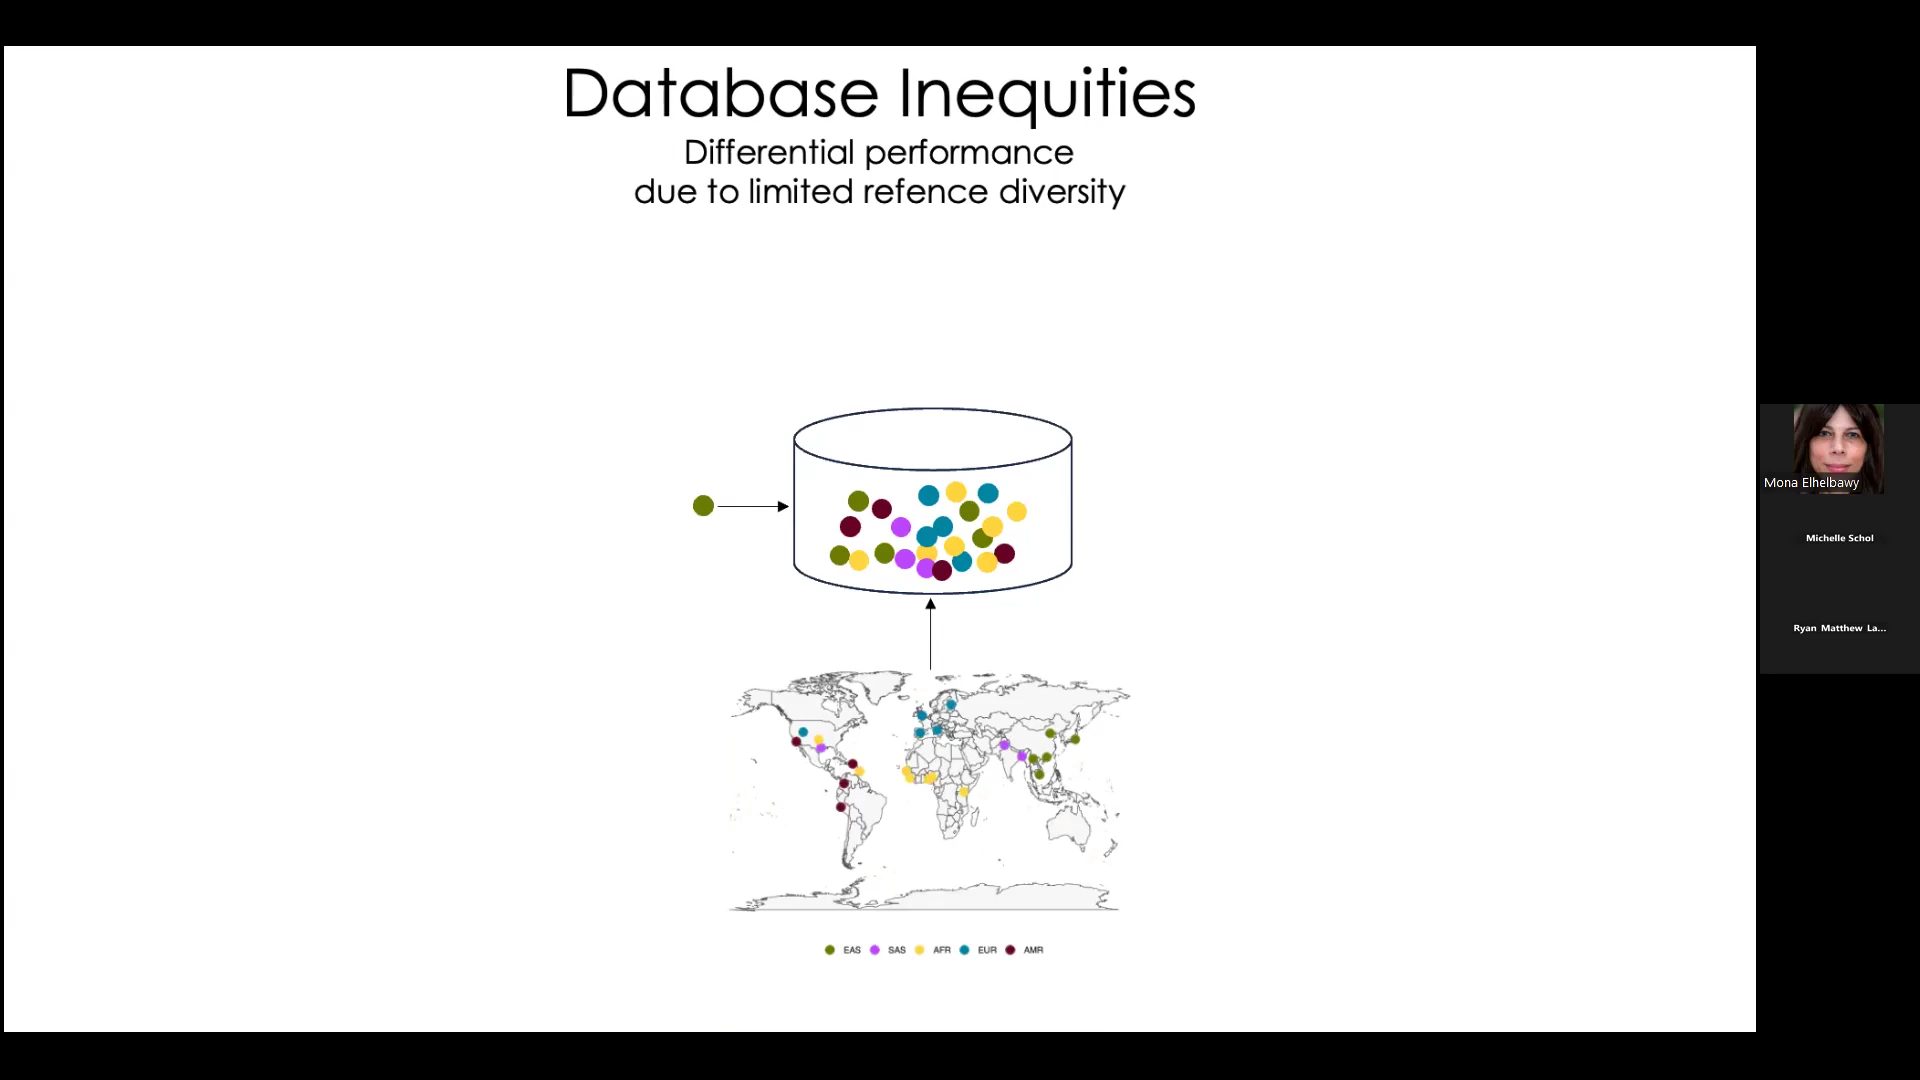 Database Inequities
Differential performance
due to limited refence diversity
EAS SAS AFR EUR AMR
Mona Elhelbawy
Michelle Schol
Ryan Matthew La...